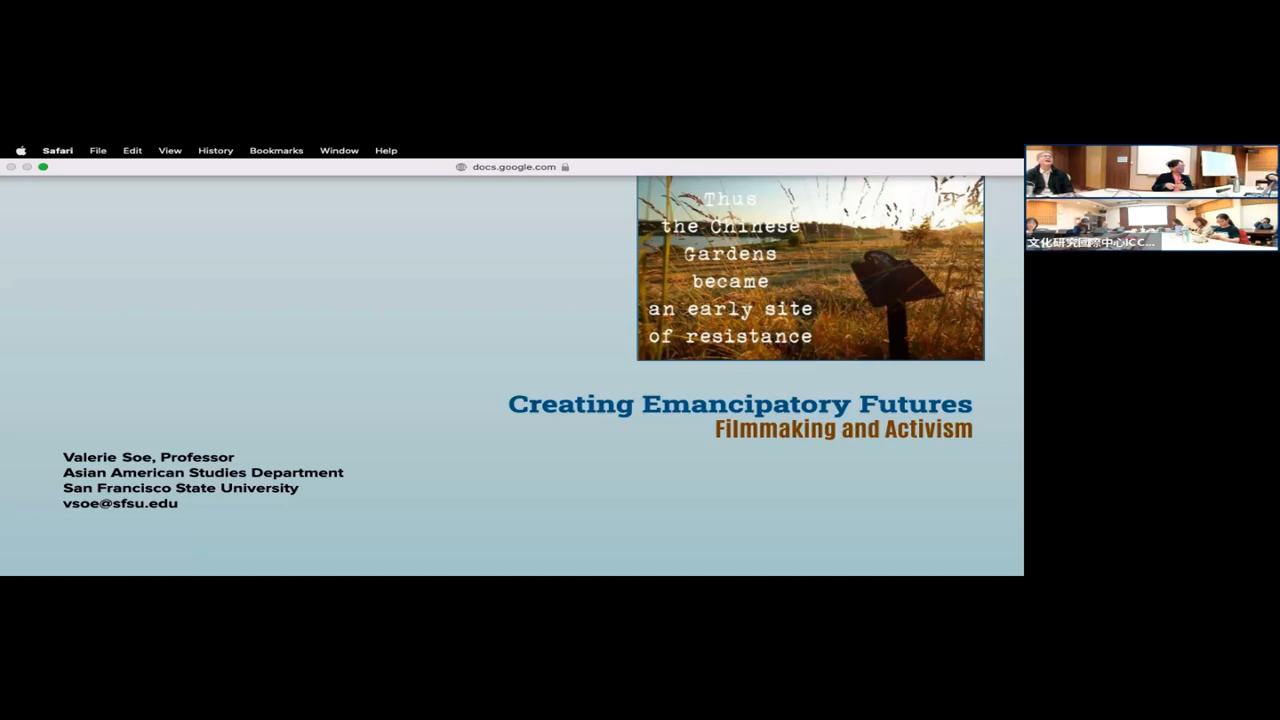 Safari File Edit View History Bookmarks Window Help
docs.google.com
Thus
the Chinese
Gardens
became
an early site
of resistance
Creating Emancipatory Futures
Filmmaking and Activism
Valerie Soe, Professor
Asian American Studies Department
San Francisco State University
vsoe@sfsu.edu
文化研究國際中心ICC...